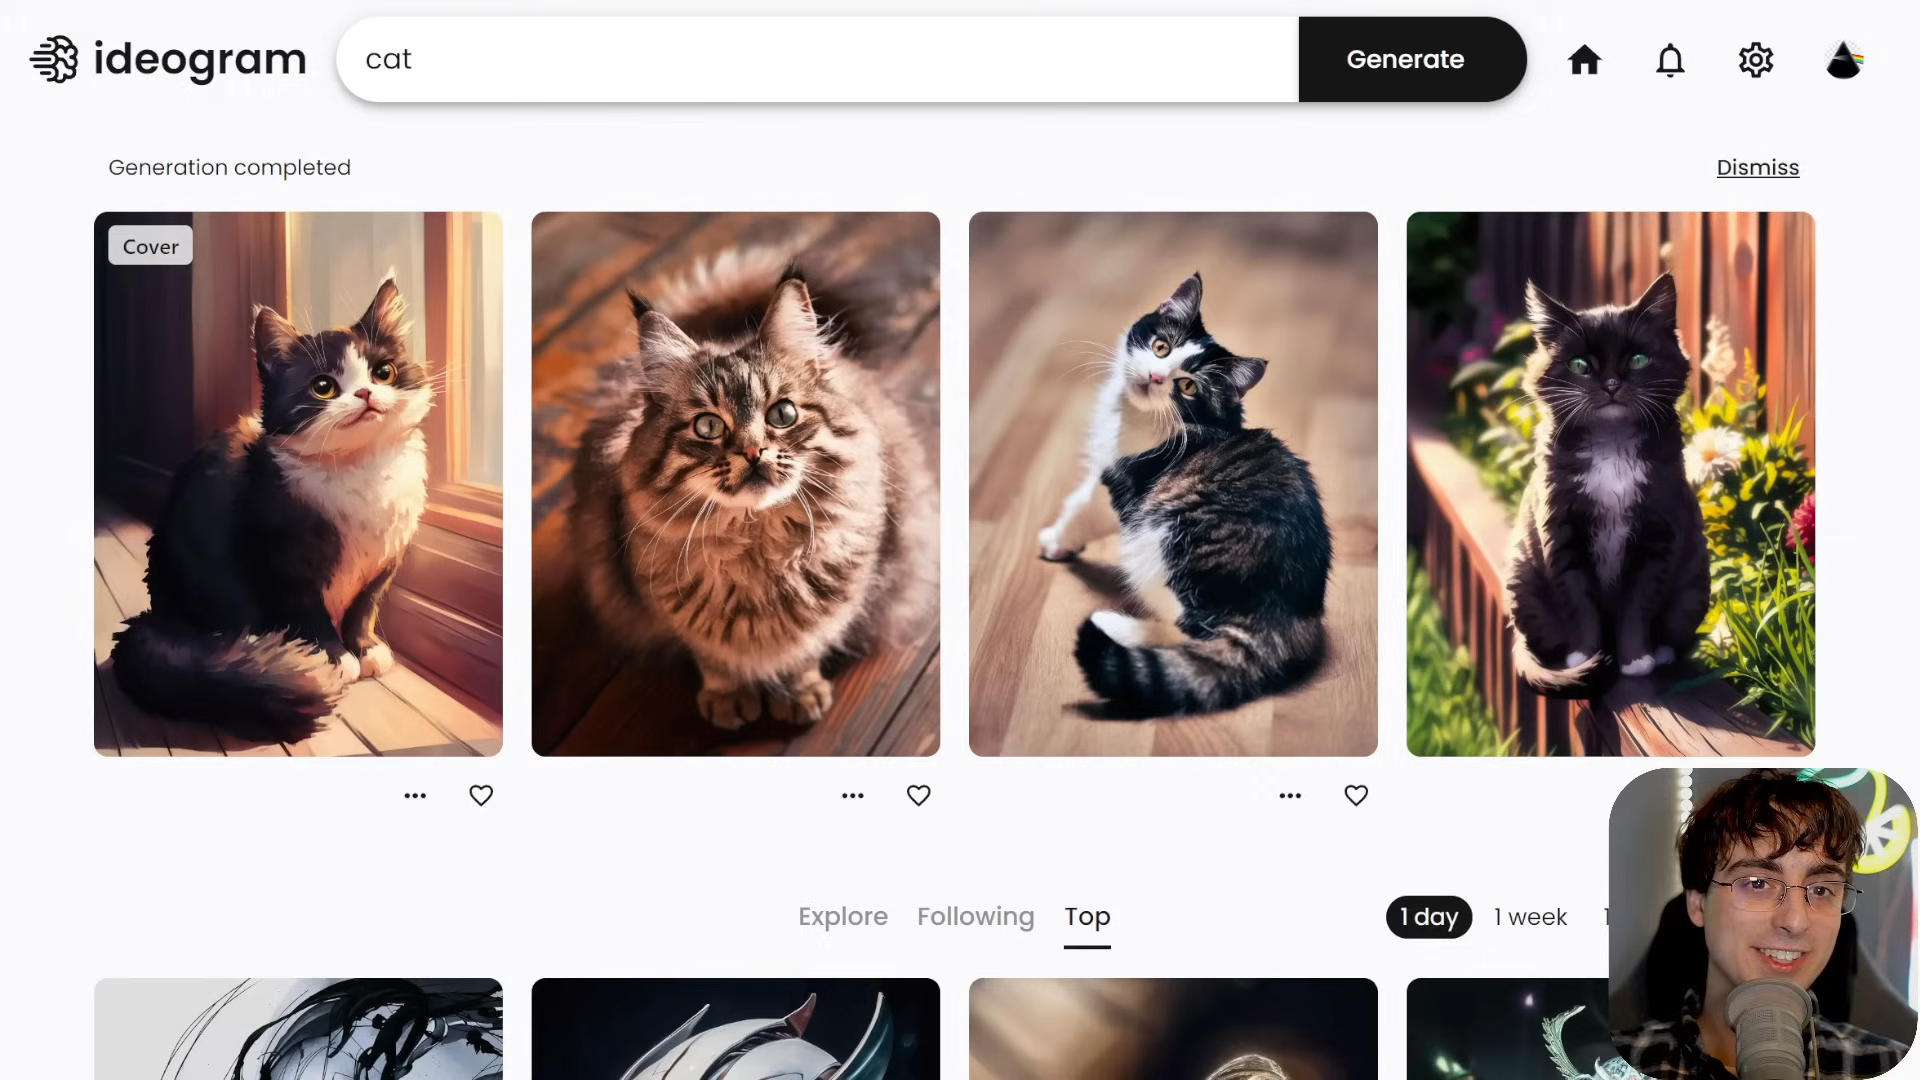 ideogram
cat
Generate
Generation completed
Dismiss
Cover
Explore
Following
Top
1 day
1 week